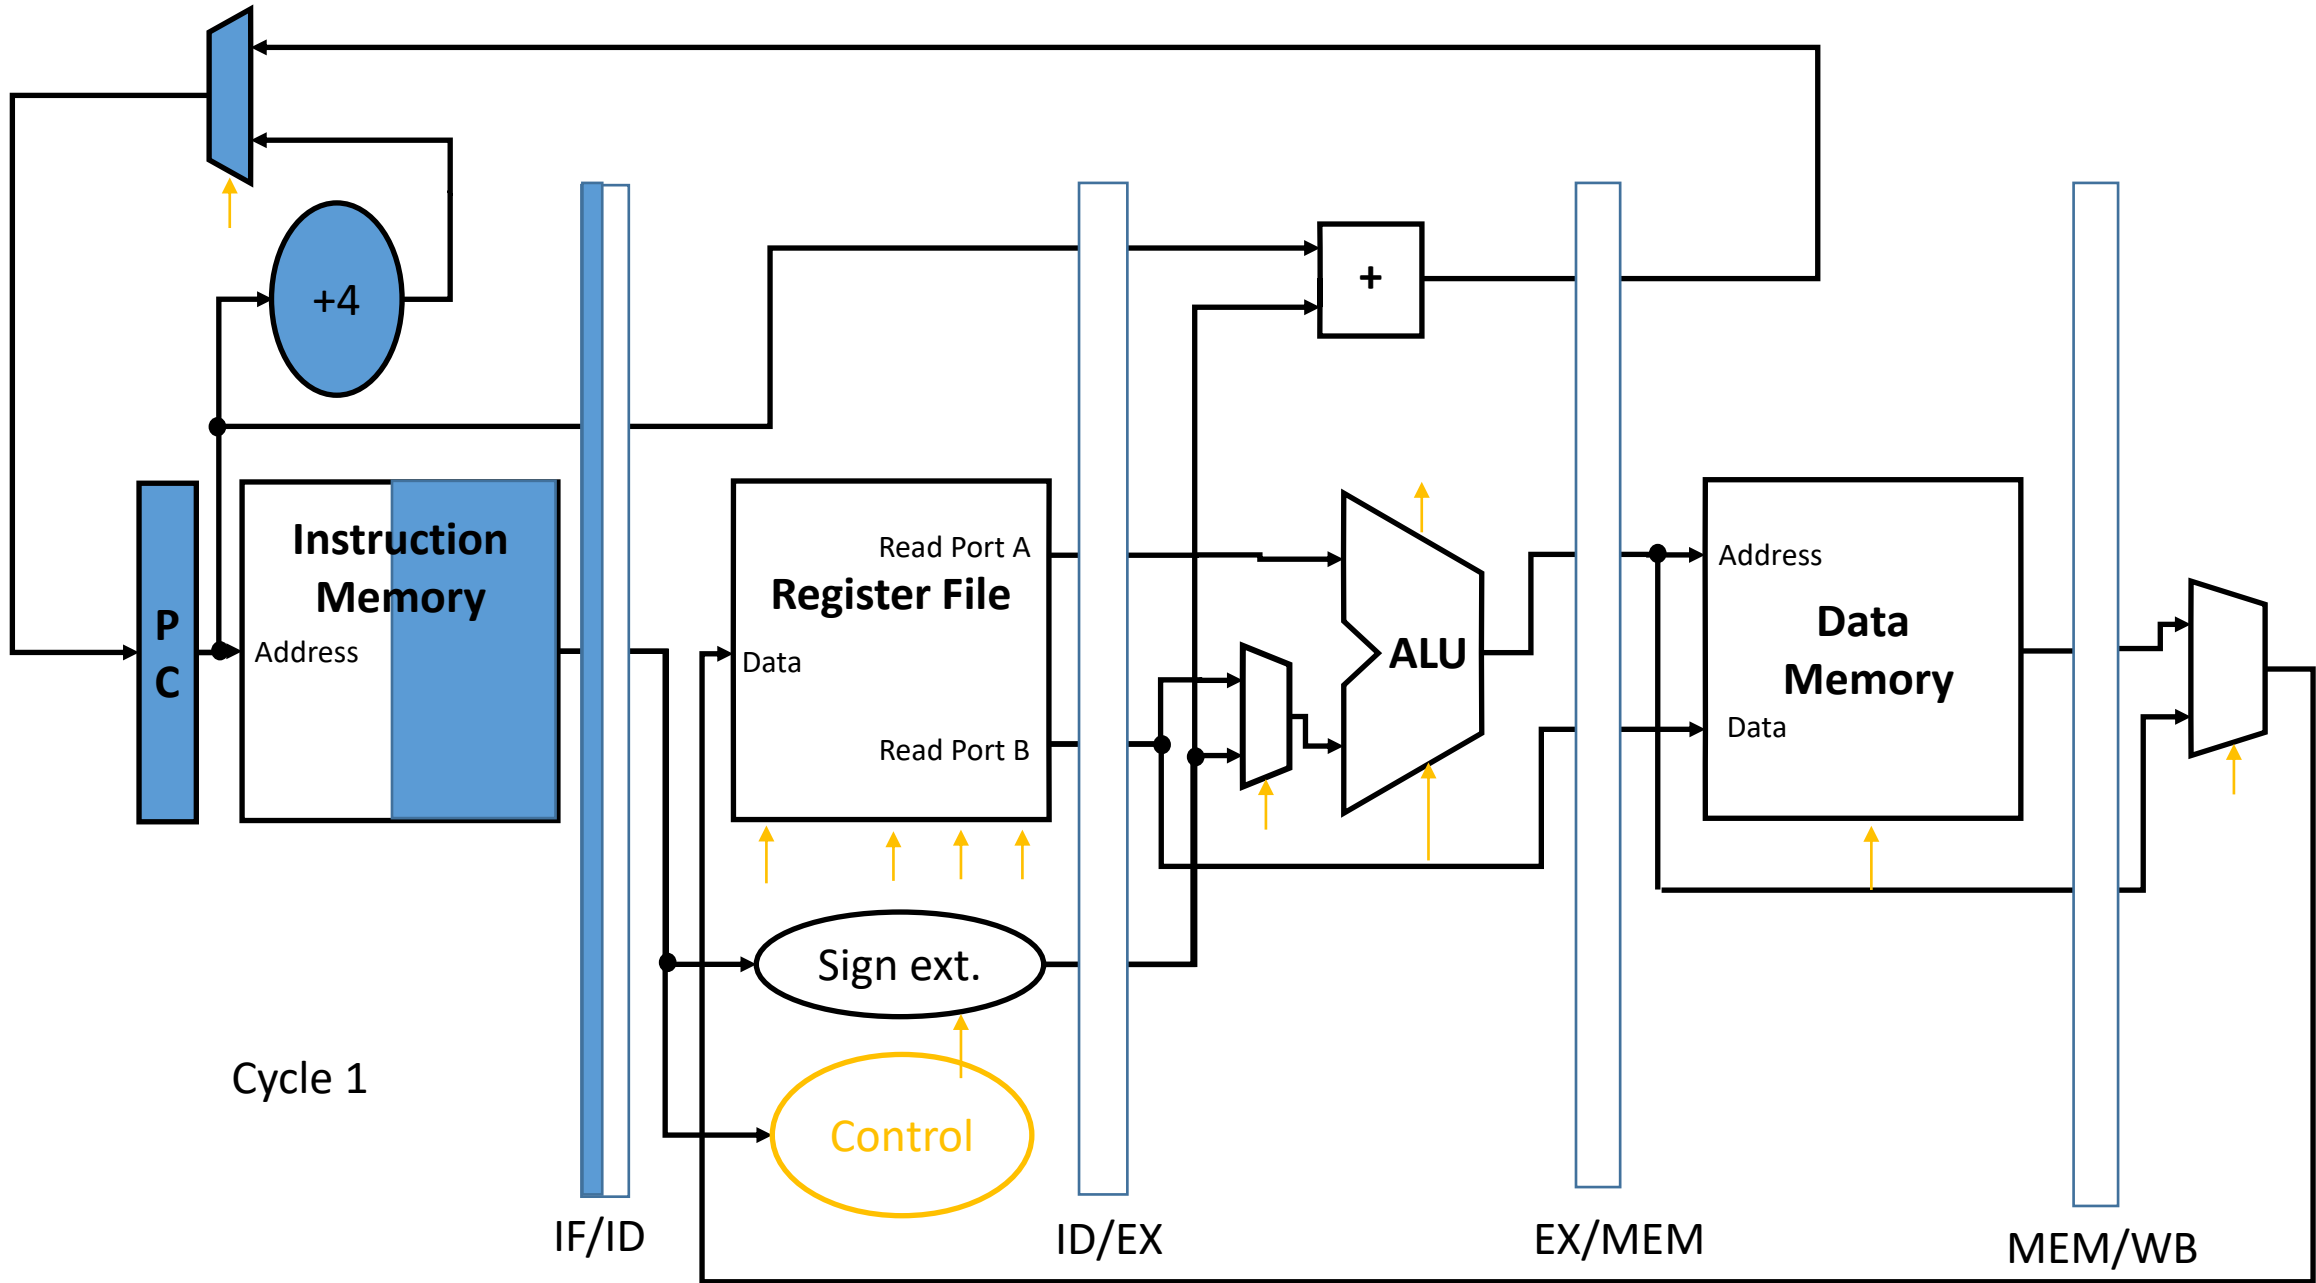 +4
+
P
C
Instruction
Memory
Address
Read Port A
Register File
Data
Read Port B
ALU
Address
Data
Memory
Data
Sign ext.
Control
Cycle 1
IF/ID
ID/EX
EX/MEM
MEM/WB